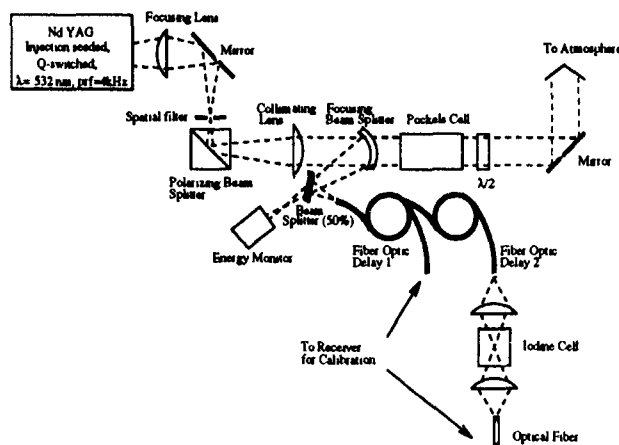 Nd YAG
Injection seeded,
Q-switched,
λ= 532 nm, prf=4kHz
Focusing Lens
Mirror
To Atmosphere
Spatial filter
Collimating
Lens
Focusing
Beam Splitter
Pockels Cell
λ/2
Mirror
Polarizing Beam
Splitter
Beam
Splitter (50%)
Energy Monitor
Fiber Optic
Delay 1
Fiber Optic
Delay 2
To Receiver
for Calibration
Iodine Cell
Optical Fiber